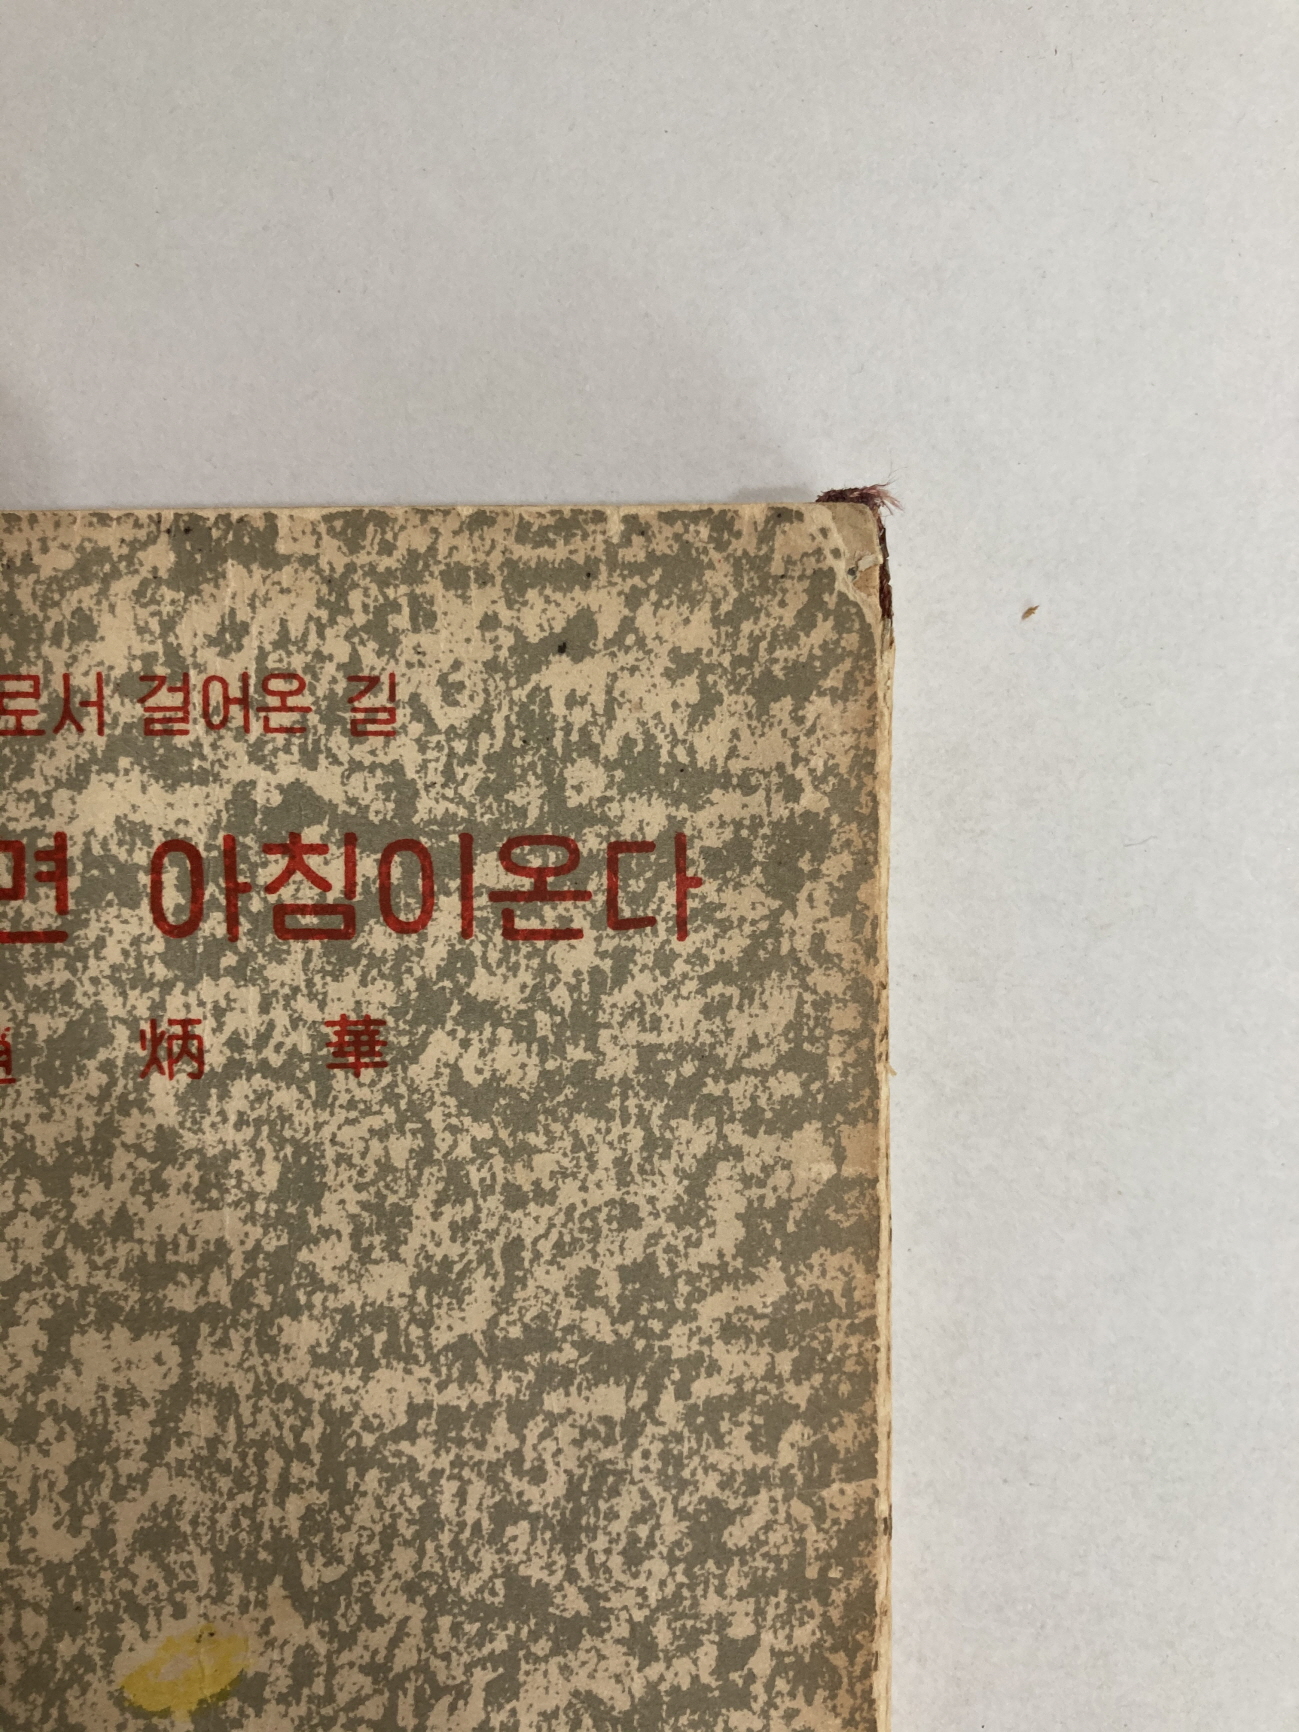 로서 걸어온 길
면 아침이온다
炳 華